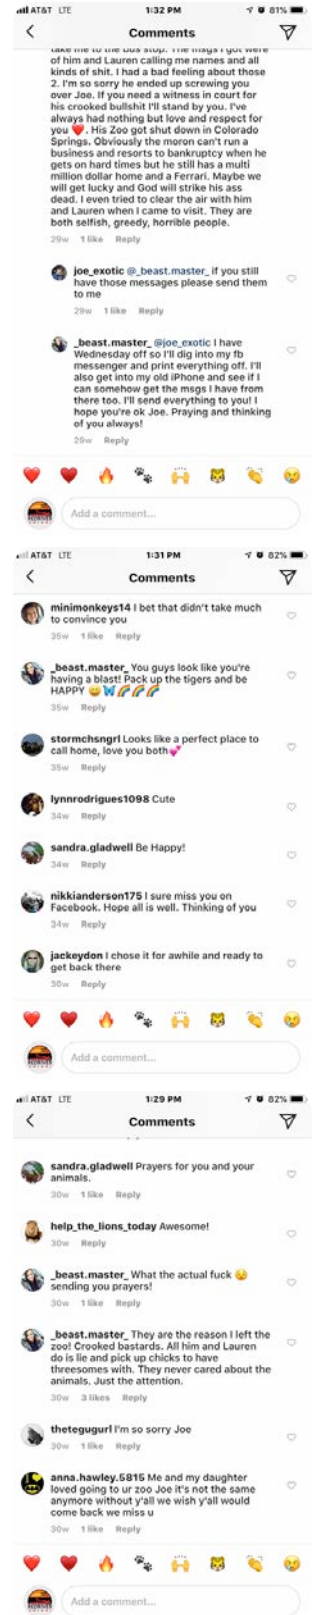 AT&T LTE 1:32 PM 81%
Comments
take me to the bus stop. The msgs I got were
of him and Lauren calling me names and all
kinds of shit. I had a bad feeling about those
2. I'm so sorry he ended up screwing you
over Joe. If you need a witness in court for
his crooked bullshit I'll stand by you. I've
always had nothing but love and respect for
you ❤️. His Zoo got shut down in Colorado
Springs. Obviously the moron can't run a
business and resorts to bankruptcy when he
gets on hard times but he still has a multi
million dollar home and a Ferrari. Maybe we
will get lucky and God will strike his ass
dead. I even tried to clear the air with him
and Lauren when I came to visit. They are
both selfish, greedy, horrible people.
29w 1 like Reply
joe_exotic @_beast.master_ if you still
have those messages please send them
to me
29w 1 like Reply
_beast.master_ @joe_exotic I have
Wednesday off so I'll dig into my fb
messenger and print everything off. I'll
also get into my old iPhone and see if I
can somehow get the msgs I have from
there too. I'll send everything to you! I
hope you're ok Joe. Praying and thinking
of you always!
29w Reply
Add a comment...
AT&T LTE 1:31 PM 82%
Comments
minimonkeys14 I bet that didn't take much
to convince you
35w 1 like Reply
_beast.master_ You guys look like you're
having a blast! Pack up the tigers and be
HAPPY 😀🦋🌈🌈🌈
35w Reply
stormchsngrl Looks like a perfect place to
call home, love you both💕
35w Reply
lynnrodrigues1098 Cute
34w Reply
sandra.gladwell Be Happy!
34w Reply
nikkianderson175 I sure miss you on
Facebook. Hope all is well. Thinking of you
34w Reply
jackeydon I chose it for awhile and ready to
get back there
30w Reply
Add a comment...
AT&T LTE 1:29 PM 82%
Comments
sandra.gladwell Prayers for you and your
animals.
30w 1 like Reply
help_the_lions_today Awesome!
30w Reply
_beast.master_ What the actual fuck 😧
sending you prayers!
30w 1 like Reply
_beast.master_ They are the reason I left the
zoo! Crooked bastards. All him and Lauren
do is lie and pick up chicks to have
threesomes with. They never cared about the
animals. Just the attention.
30w 3 likes Reply
thetegugurl I'm so sorry Joe
30w 1 like Reply
anna.hawley.5815 Me and my daughter
loved going to ur zoo Joe it's not the same
anymore without y'all we wish y'all would
come back we miss u
30w 1 like Reply
Add a comment...